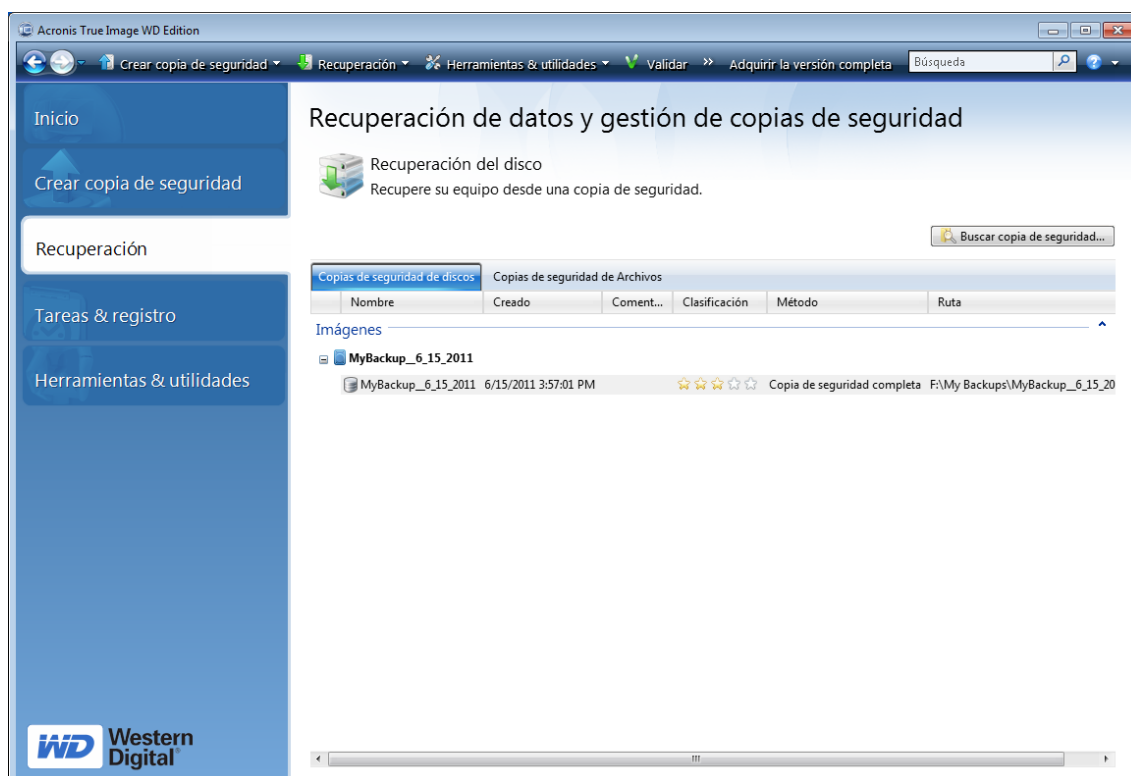 Acronis True Image WD Edition
Crear copia de seguridad Recuperación Herramientas & utilidades Validar Adquirir la versión completa Búsqueda
Inicio
Crear copia de seguridad
Recuperación
Tareas & registro
Herramientas & utilidades
Recuperación de datos y gestión de copias de seguridad
Recuperación del disco
Recupere su equipo desde una copia de seguridad.
Buscar copia de seguridad...
Copias de seguridad de discos Copias de seguridad de Archivos
Nombre Creado Coment... Clasificación Método Ruta
Imágenes
MyBackup__6_15_2011
MyBackup__6_15_2011 6/15/2011 3:57:01 PM Copia de seguridad completa F:\My Backups\MyBackup__6_15_20
WD Western
Digital